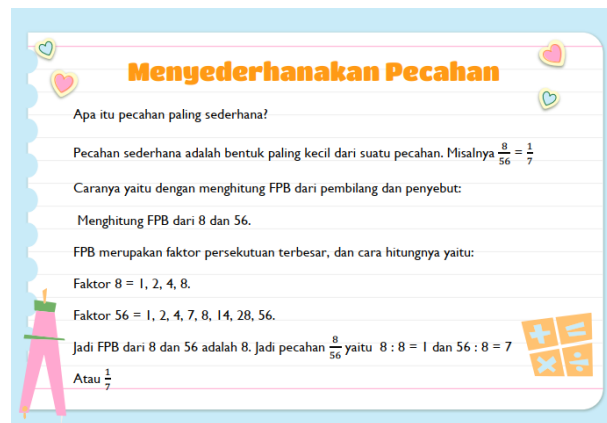 Menyederhanakan Pecahan
Apa itu pecahan paling sederhana?
Pecahan sederhana adalah bentuk paling kecil dari suatu pecahan. Misalnya 8/56 = 1/7
Caranya yaitu dengan menghitung FPB dari pembilang dan penyebut:
Menghitung FPB dari 8 dan 56.
FPB merupakan faktor persekutuan terbesar, dan cara hitungnya yaitu:
Faktor 8 = 1, 2, 4, 8.
Faktor 56 = 1, 2, 4, 7, 8, 14, 28, 56.
Jadi FPB dari 8 dan 56 adalah 8. Jadi pecahan 8/56 yaitu 8 : 8 = 1 dan 56 : 8 = 7
Atau 1/7